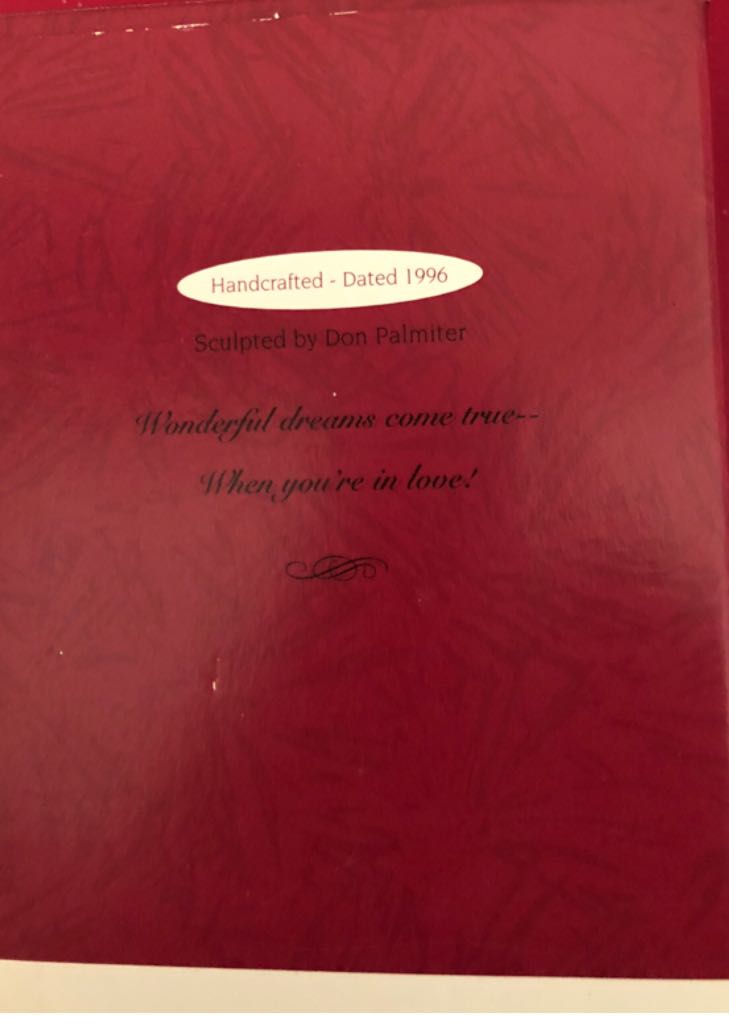 Handcrafted - Dated 1996
Sculpted by Don Palmiter
Wonderful dreams come true--
When you're in love!